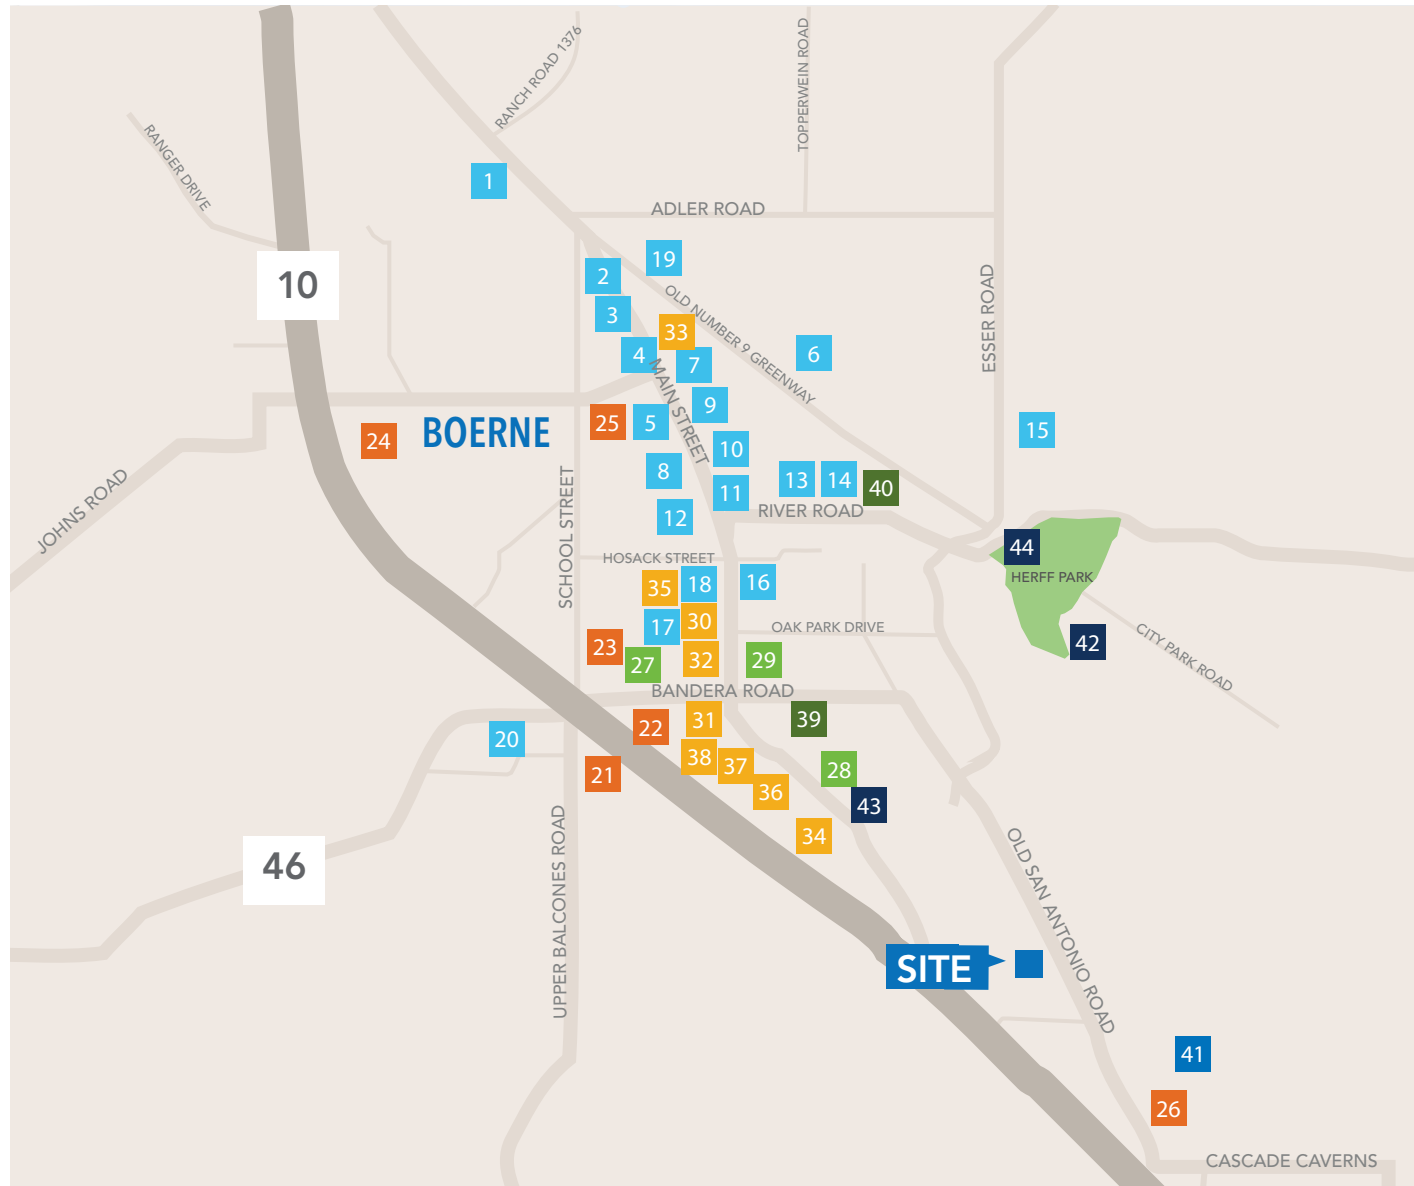 RANCH ROAD 1376
TOPPERWEIN ROAD
RANGER DRIVE
1
ADLER ROAD
19
2
10
OLD NUMBER 9 GREENWAY
ESSER ROAD
3
33
4
7
6
MAIN STREET
9
25
5
BOERNE
24
15
10
8
13
14
40
11
JOHNS ROAD
SCHOOL STREET
12
RIVER ROAD
44
HOSACK STREET
HERFF PARK
35
18
16
30
17
OAK PARK DRIVE
23
42
CITY PARK ROAD
27
32
29
BANDERA ROAD
31
39
22
20
38
37
28
21
36
43
34
46
UPPER BALCONES ROAD
OLD SAN ANTONIO ROAD
SITE
41
26
CASCADE CAVERNS